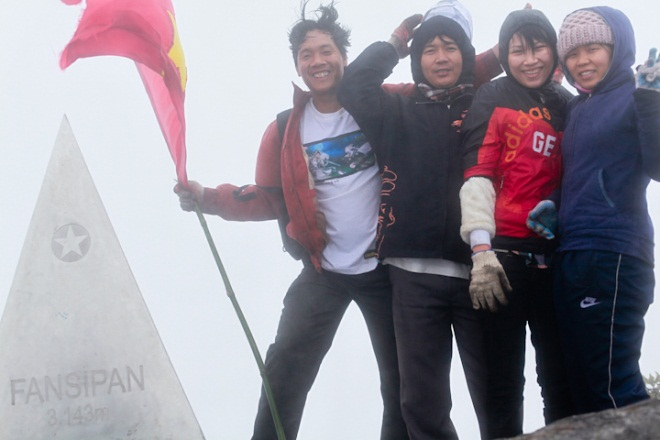 FANSIPAN
3.143m
adidas
GE